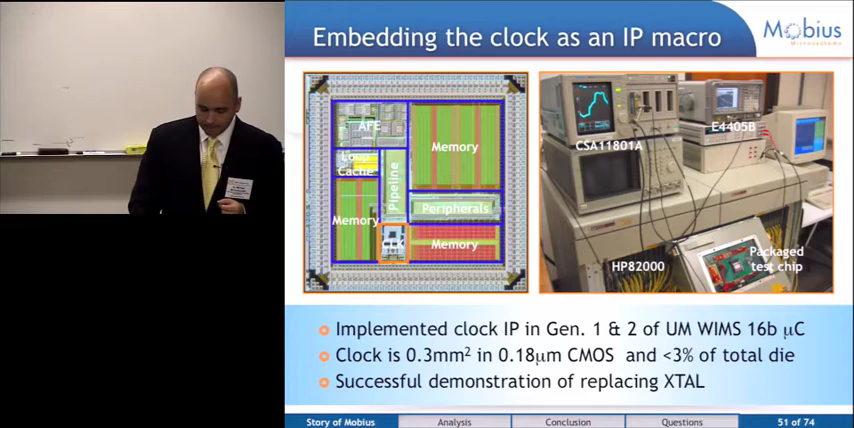 Embedding the clock as an IP macro
Mobius
Microsystems
AFE
Loop
Cache
Pipeline
Memory
Memory
Peripherals
CLK
Memory
CSA11801A
E4405B
HP82000
Packaged
test chip
Implemented clock IP in Gen. 1 & 2 of UM WIMS 16b μC
Clock is 0.3mm² in 0.18μm CMOS and <3% of total die
Successful demonstration of replacing XTAL
Story of Mobius
Analysis
Conclusion
Questions
51 of 74